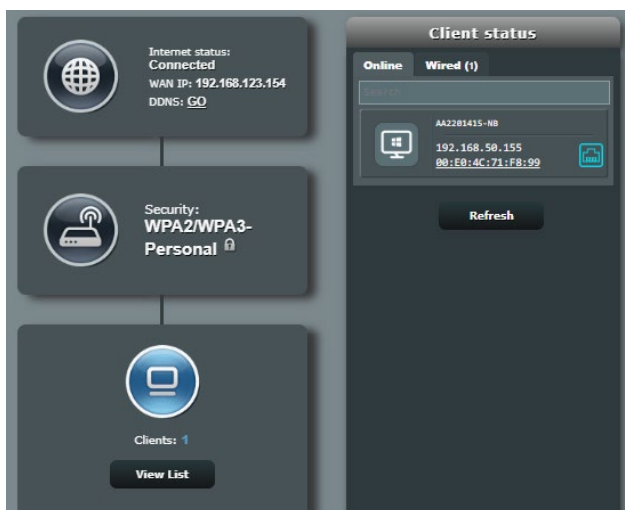 Internet status:
Connected
WAN IP: 192.168.123.154
DDNS: GO
Security:
WPA2/WPA3-
Personal
Clients: 1
View List
Client status
Online Wired (1)
Search
AA2201415-NB
192.168.50.155
00:E0:4C:71:F8:99
Refresh